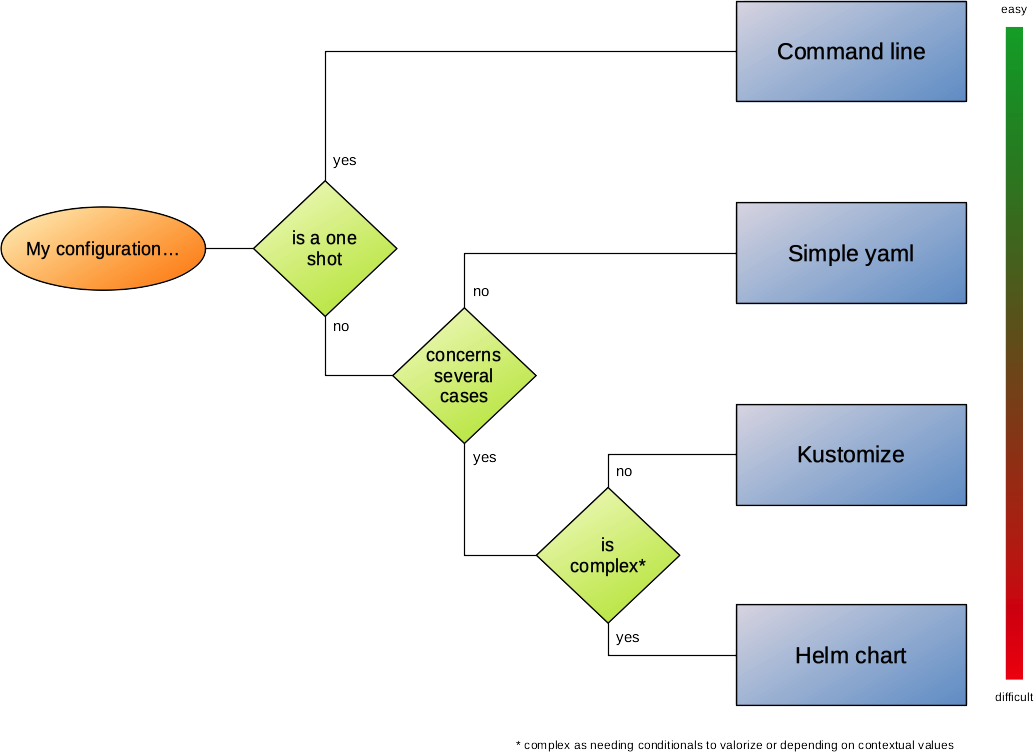 easy
Command line
yes
My configuration…
is a one
shot
Simple yaml
no
no
concerns
several
cases
yes
Kustomize
no
is
complex*
yes
Helm chart
difficult
* complex as needing conditionals to valorize or depending on contextual values